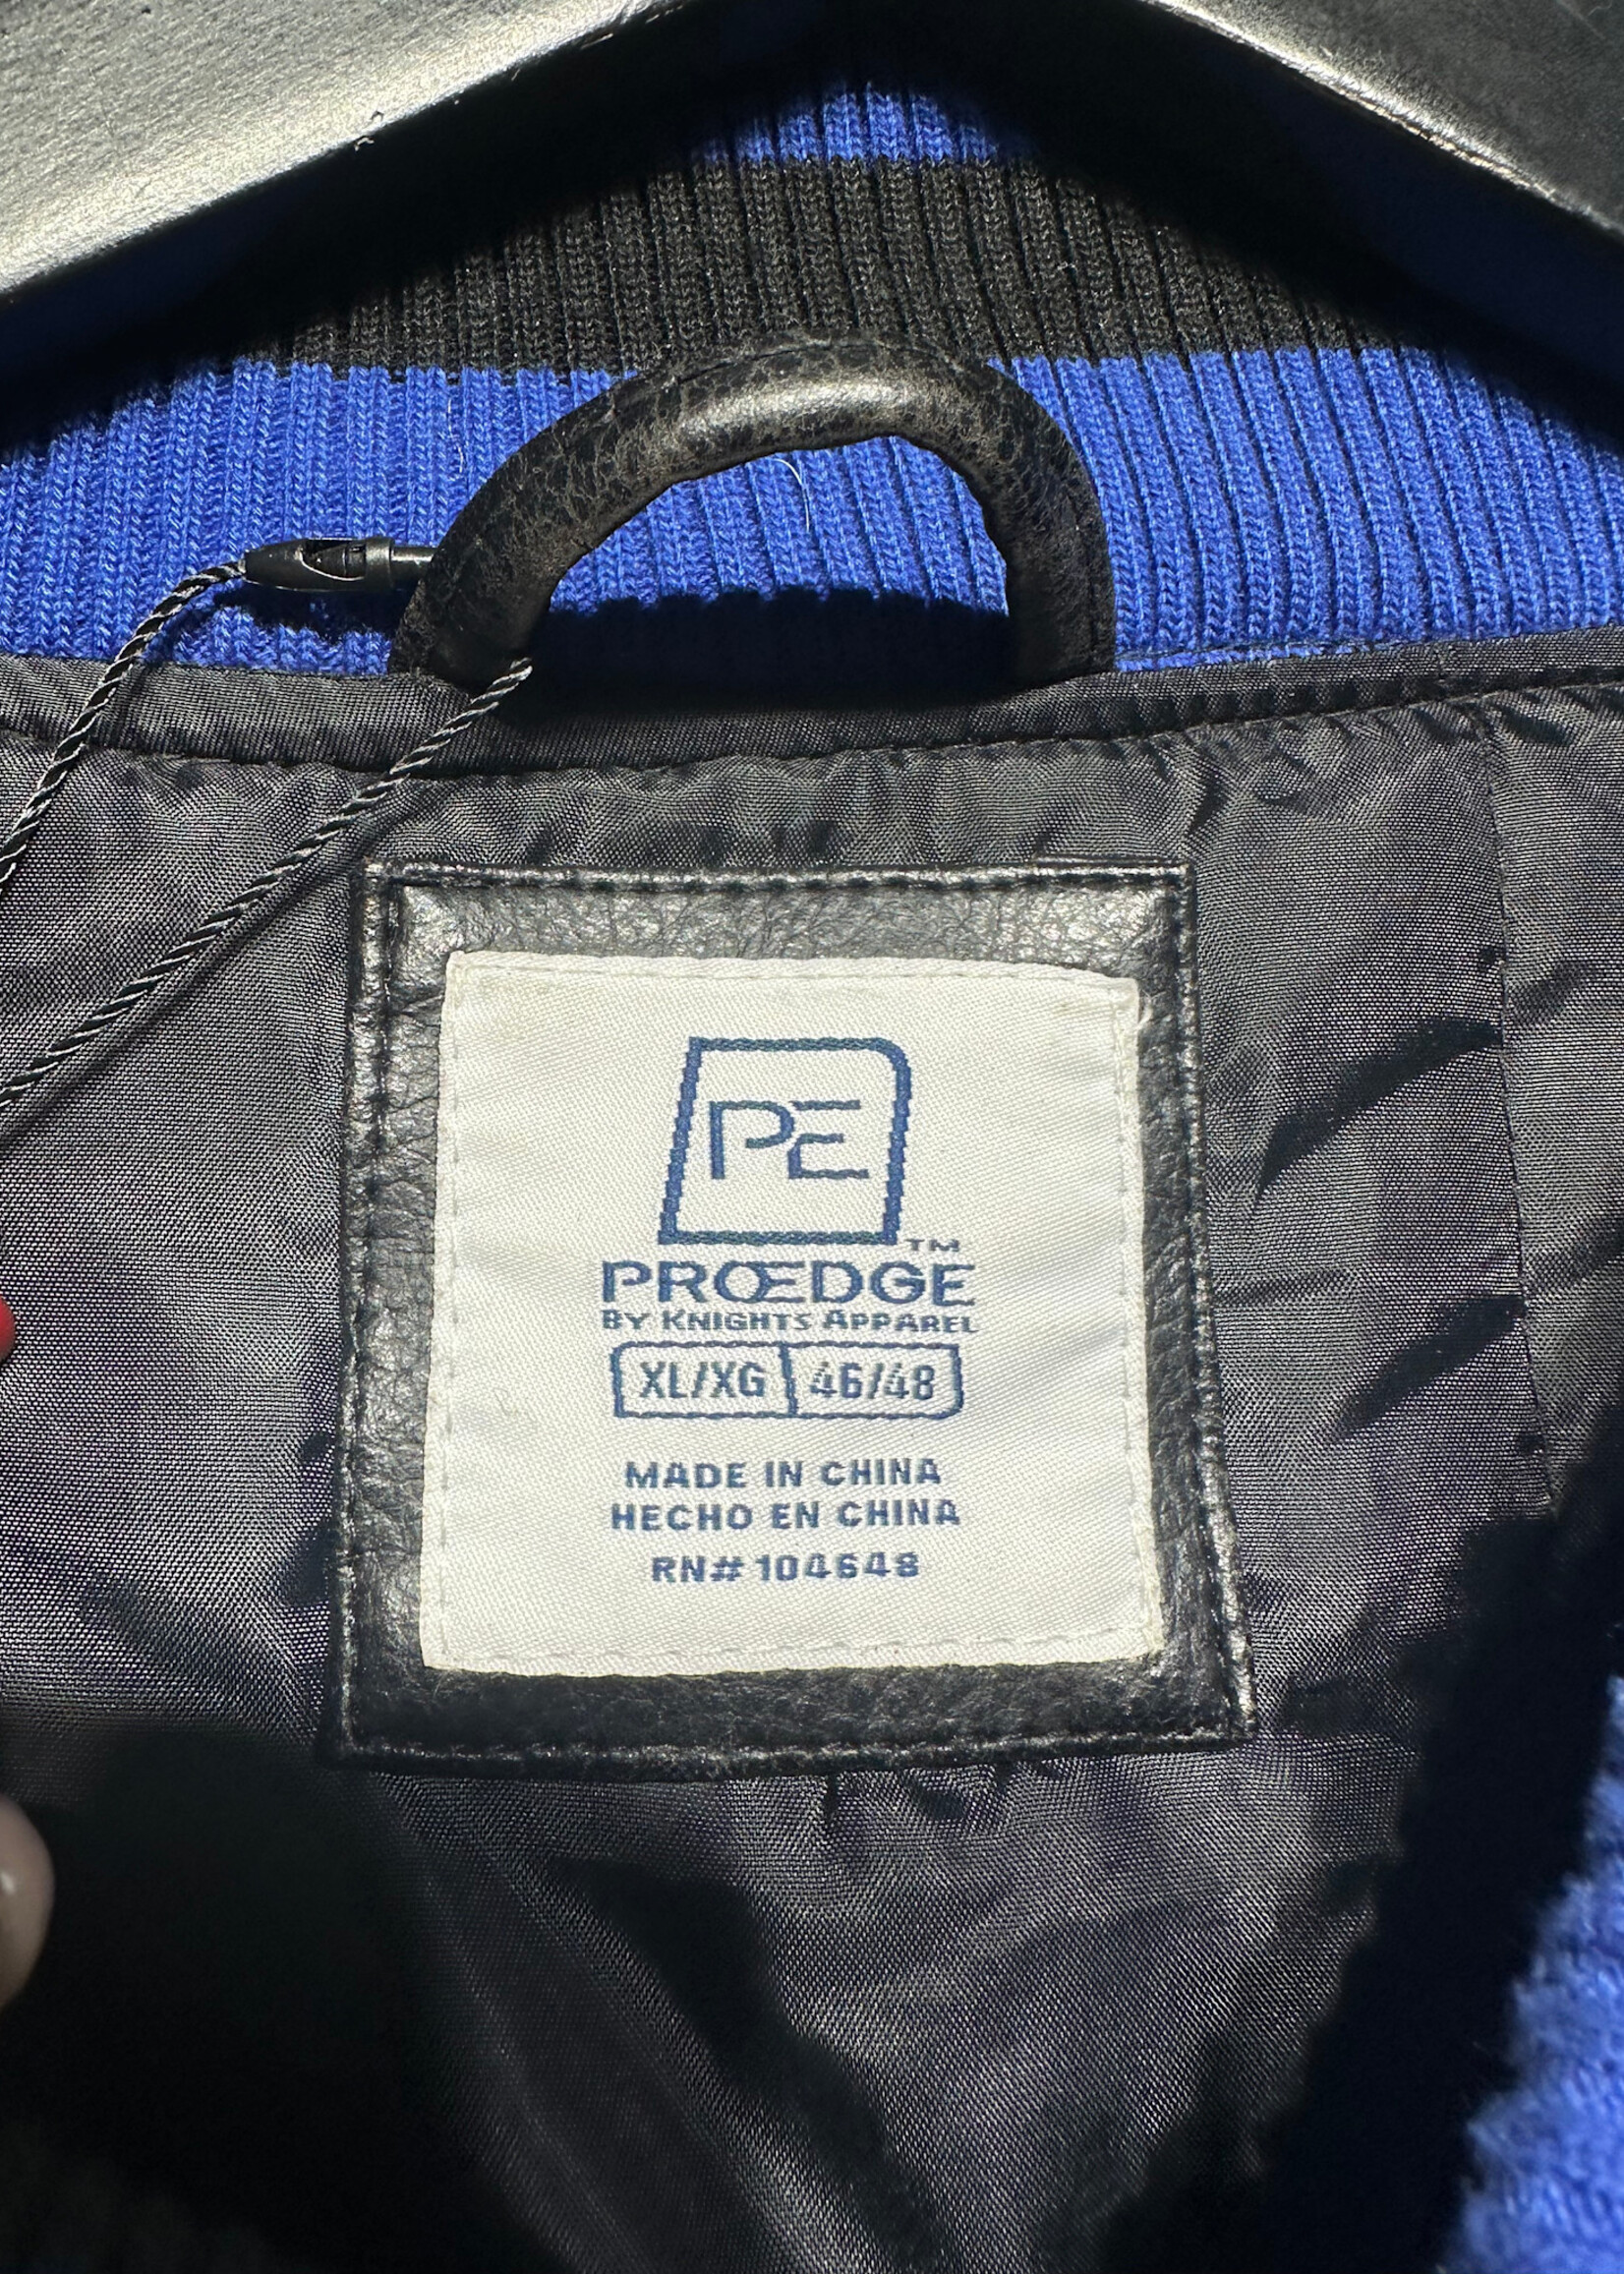 PE
TM
PROEDGE
BY KNIGHTS APPAREL
XL/XG 46/48
MADE IN CHINA
HECHO EN CHINA
RN# 104648